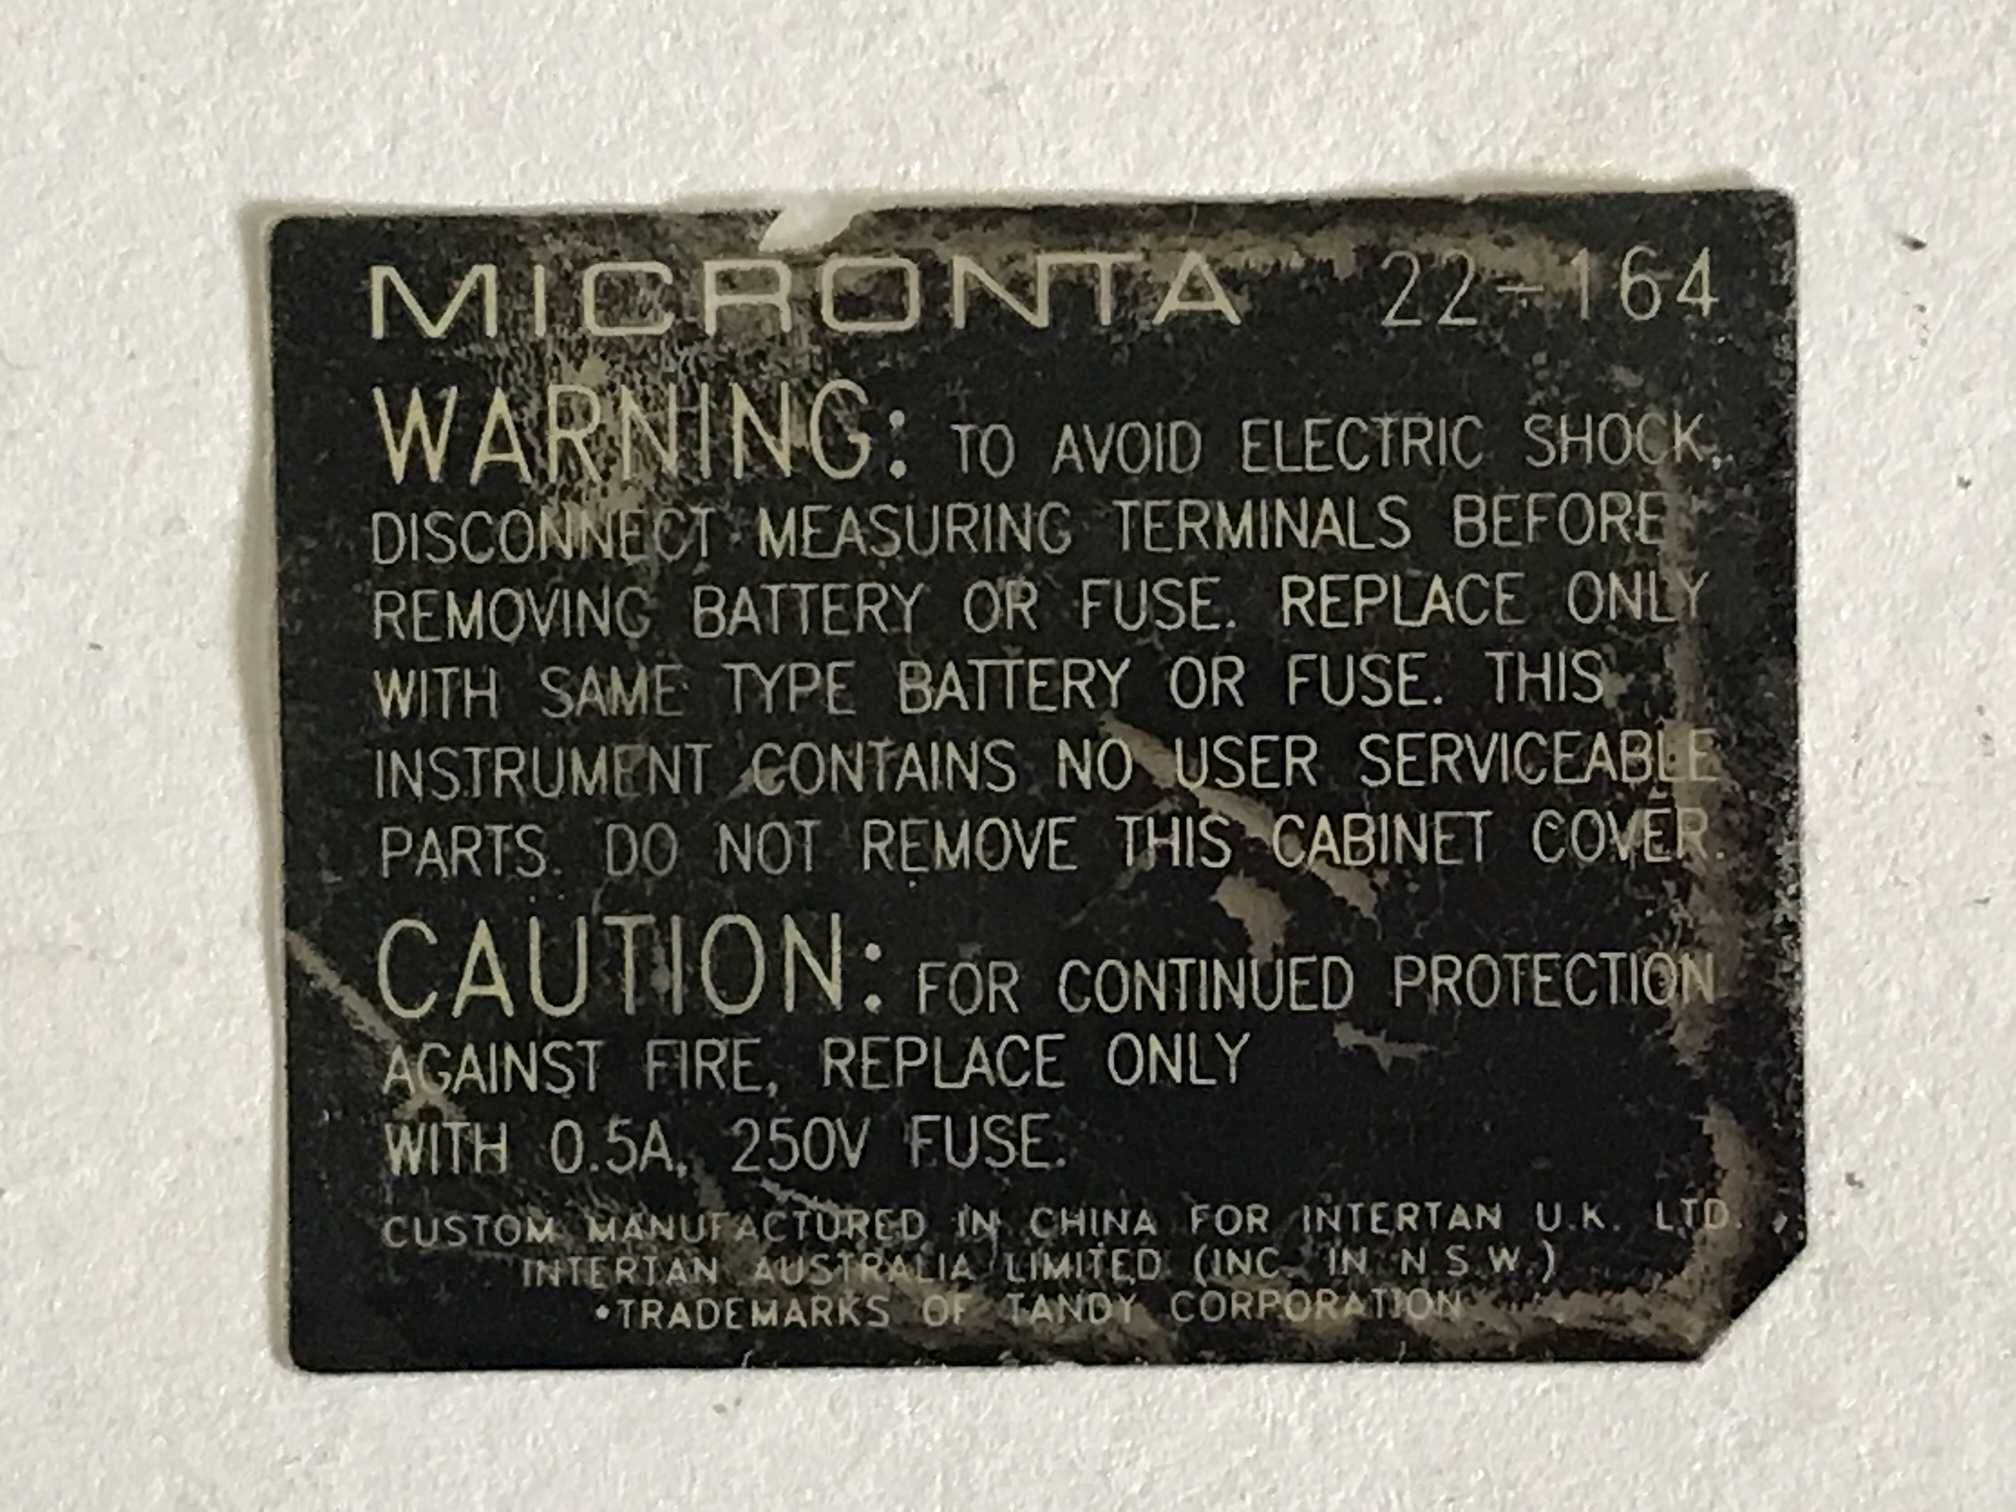 MICRONTA 22-164
WARNING: TO AVOID ELECTRIC SHOCK,
DISCONNECT MEASURING TERMINALS BEFORE
REMOVING BATTERY OR FUSE. REPLACE ONLY
WITH SAME TYPE BATTERY OR FUSE. THIS
INSTRUMENT CONTAINS NO USER SERVICEABLE
PARTS. DO NOT REMOVE THIS CABINET COVER.
CAUTION: FOR CONTINUED PROTECTION
AGAINST FIRE, REPLACE ONLY
WITH 0.5A, 250V FUSE.
CUSTOM MANUFACTURED IN CHINA FOR INTERTAN U.K. LTD.,
INTERTAN AUSTRALIA LIMITED (INC. IN N.S.W.)
•TRADEMARKS OF TANDY CORPORATION